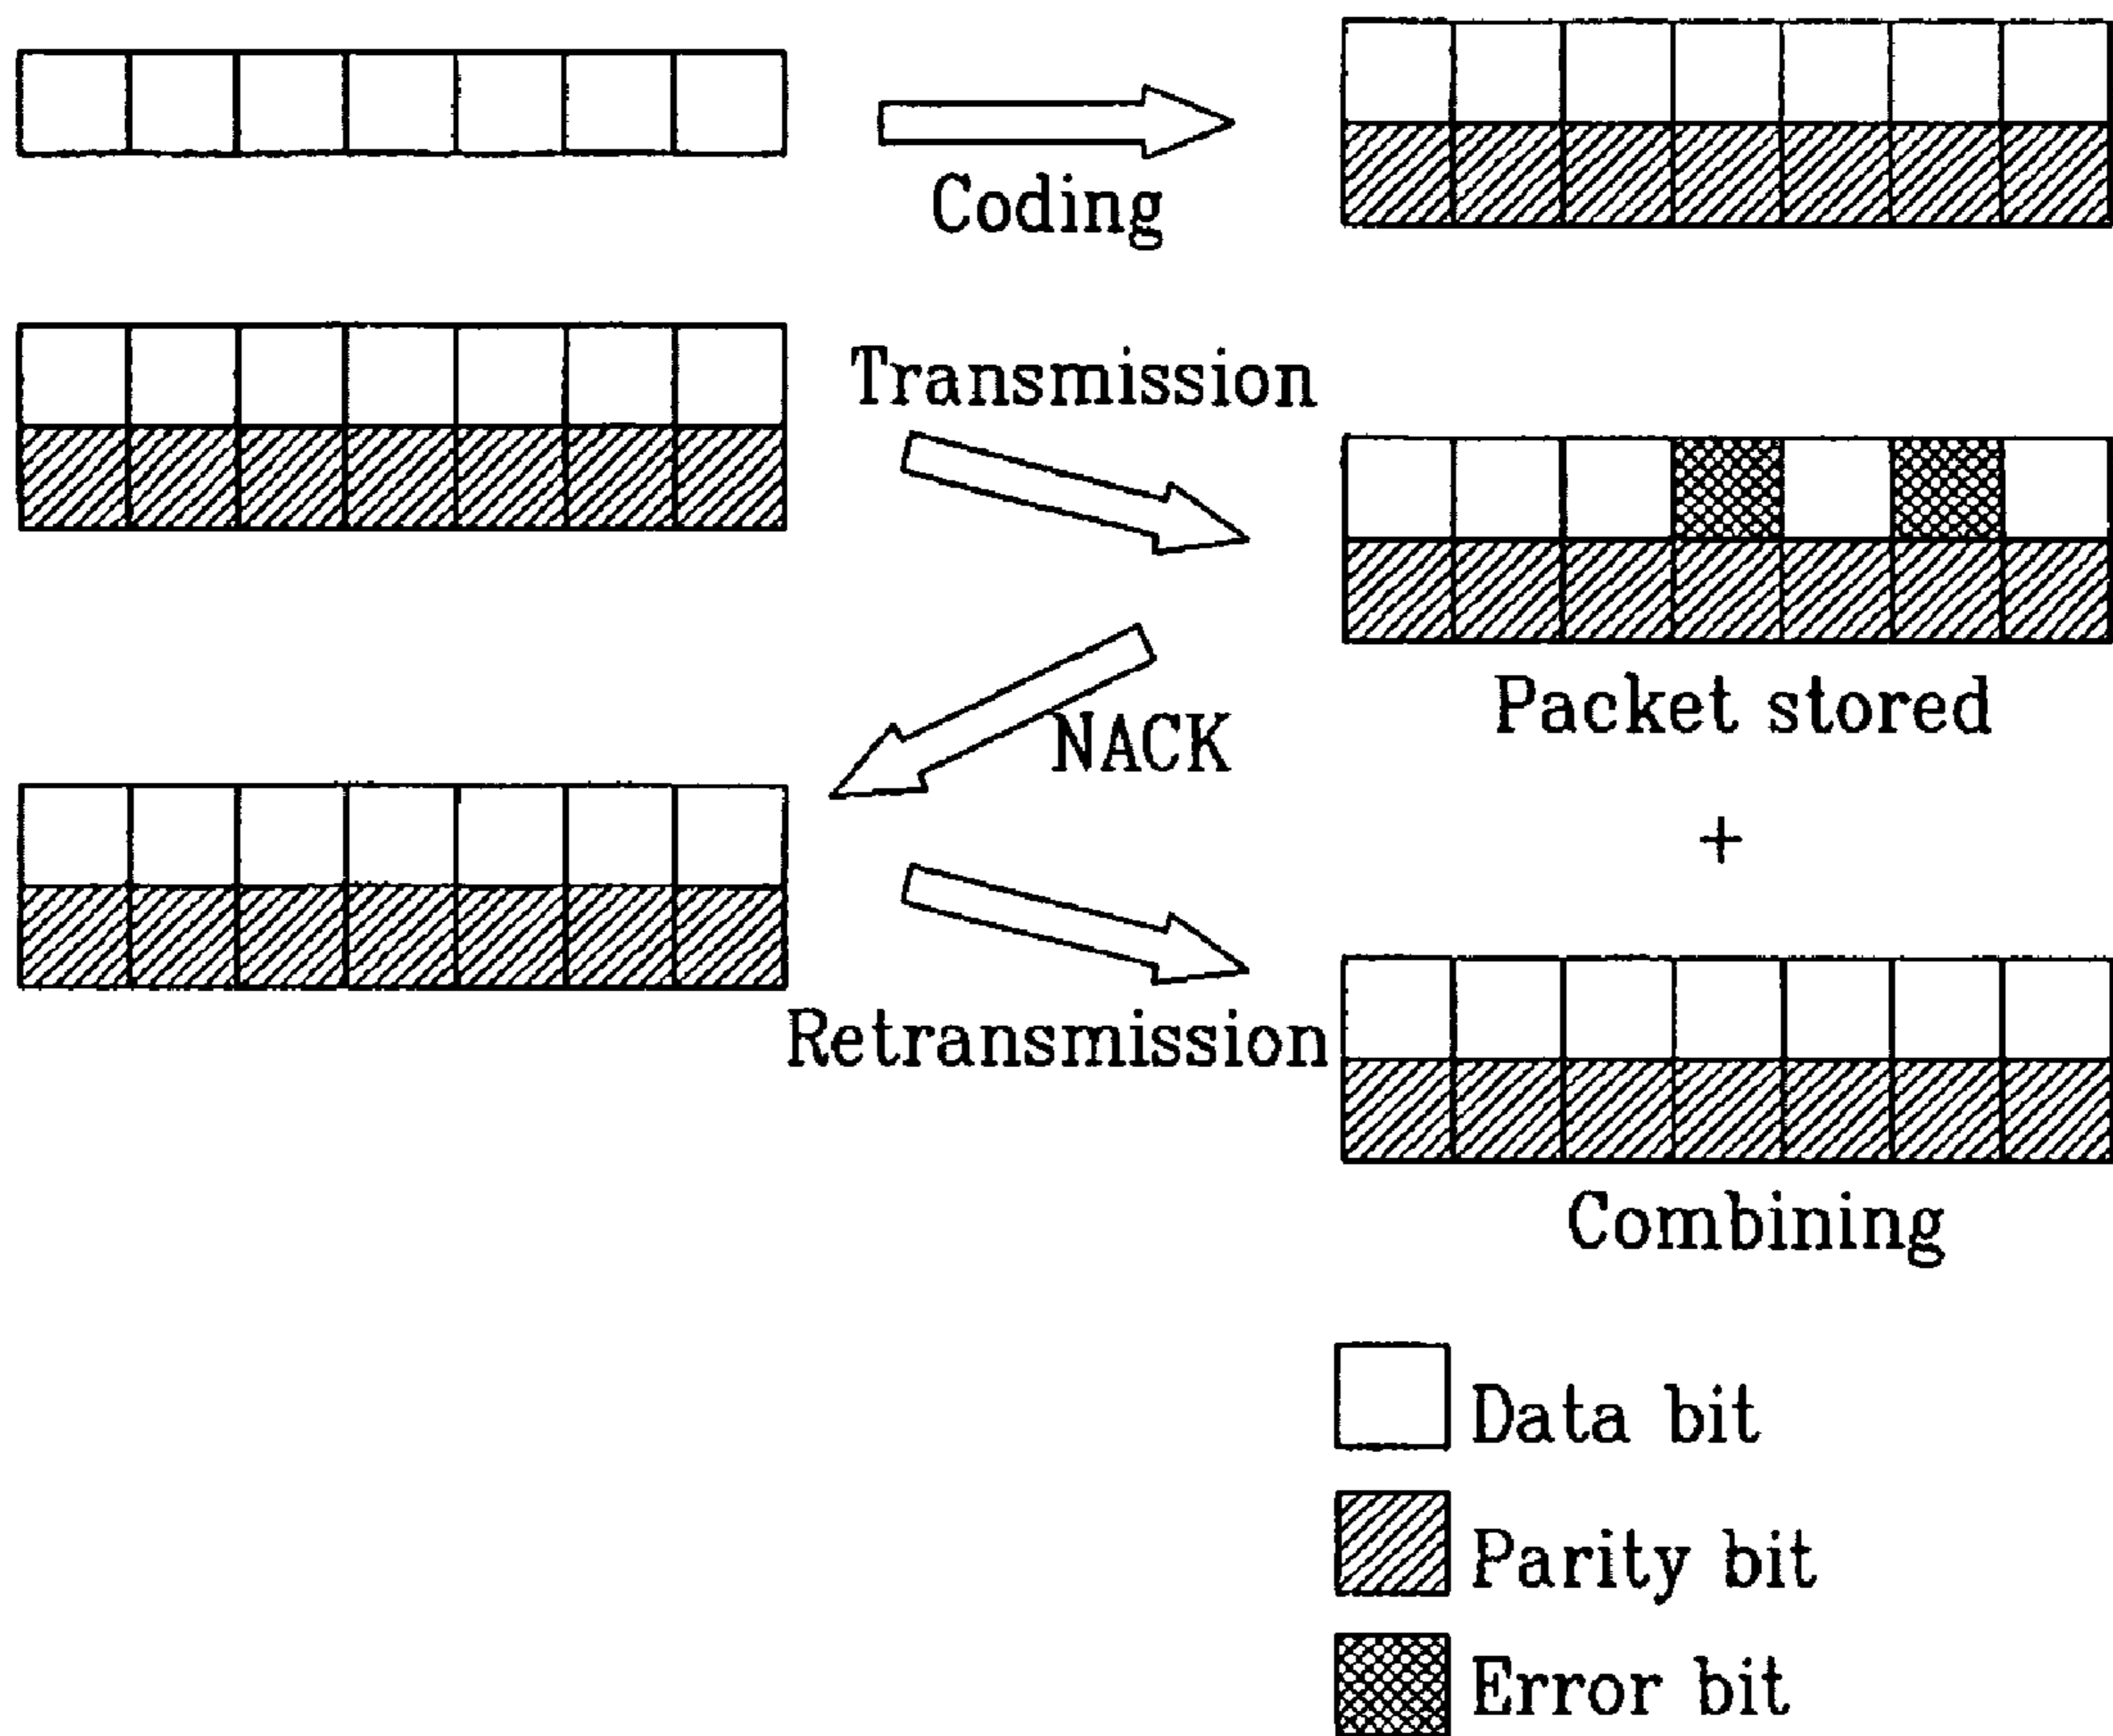 Coding
Transmission
Packet stored
NACK
+
Retransmission
Combining
Data bit
Parity bit
Error bit